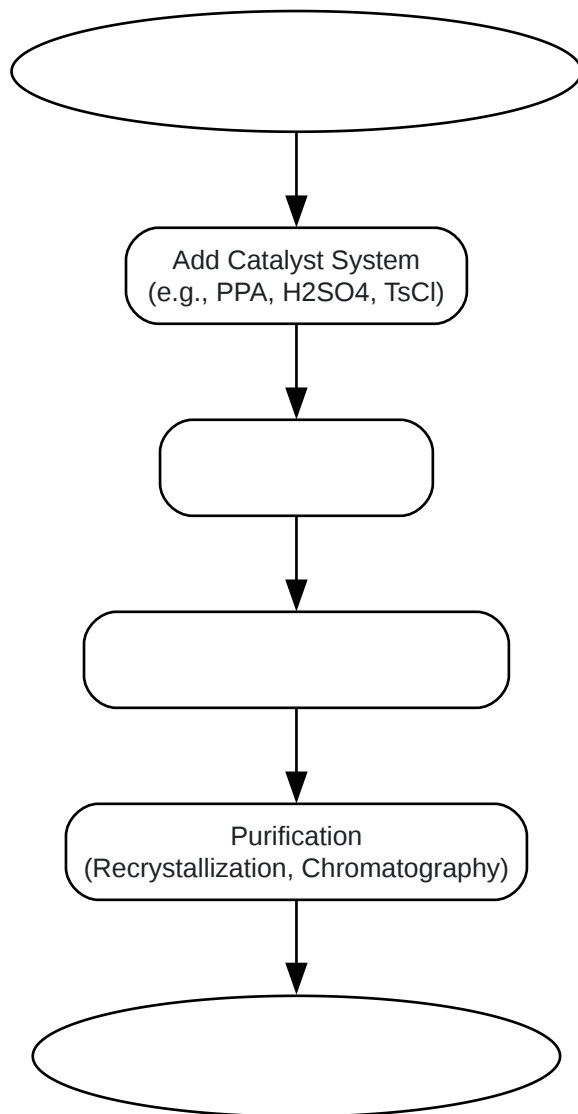 Add Catalyst System
(e.g., PPA, H2SO4, TsCl)
Purification
(Recrystallization, Chromatography)